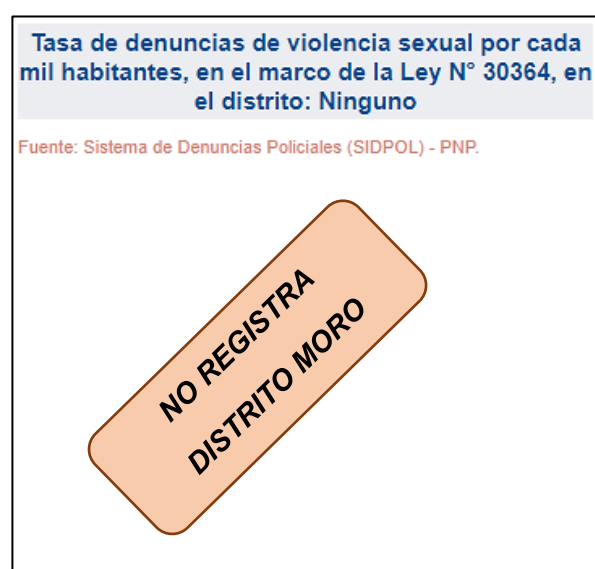 Tasa de denuncias de violencia sexual por cada
mil habitantes, en el marco de la Ley N° 30364, en
el distrito: Ninguno
Fuente: Sistema de Denuncias Policiales (SIDPOL) - PNP.
NO REGISTRA
DISTRITO MORO